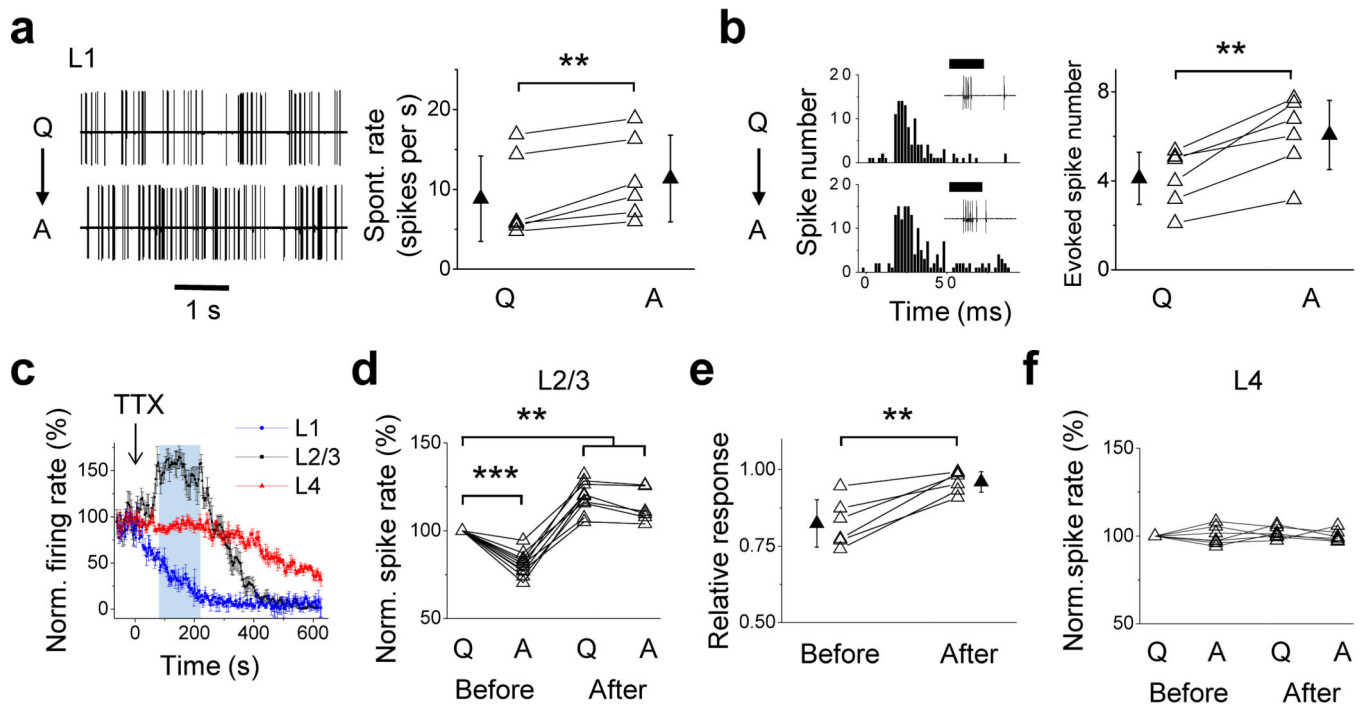 a
L1
Q
A
1 s
Spont. rate
(spikes per s)
20
10
0
**
Q A
b
Q
A
Spike number
20
10
0
20
10
0
0 50
Time (ms)
Evoked spike number
8
4
0
**
Q A
c
TTX
L1
L2/3
L4
Norm. firing rate (%)
150
100
50
0
0 200 400 600
Time (s)
d
L2/3
Norm. spike rate (%)
150
100
50
**
***
Q A Q A
Before After
e
Relative response
1.00
0.75
0.50
**
Before After
f
L4
Norm.spike rate (%)
150
100
50
Q A Q A
Before After